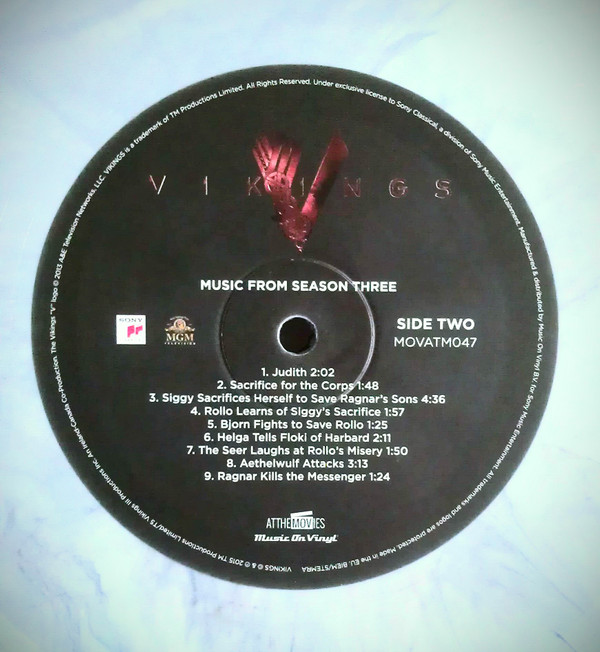 VIKINGS
MUSIC FROM SEASON THREE
SONY
MGM
TELEVISION
SIDE TWO
MOVATM047
1. Judith 2:02
2. Sacrifice for the Corps 1:48
3. Siggy Sacrifices Herself to Save Ragnar's Sons 4:36
4. Rollo Learns of Siggy's Sacrifice 1:57
5. Bjorn Fights to Save Rollo 1:25
6. Helga Tells Floki of Harbard 2:11
7. The Seer Laughs at Rollo's Misery 1:50
8. Aethelwulf Attacks 3:13
9. Ragnar Kills the Messenger 1:24
ATTHEMOVIES
Music On Vinyl
VIKINGS © & ℗ 2015 TM Productions Limited/T5 Vikings III Productions Inc. An Ireland-Canada Co-Production. The Vikings "V" logo © 2013 A&E Television Networks, LLC. VIKINGS is a trademark of TM Productions Limited. All Rights Reserved. Under exclusive license to Sony Classical, a division of Sony Music Entertainment. Manufactured & distributed by Music On Vinyl B.V. for Sony Music Entertainment. All trademarks and logos are protected. Made in the EU. BIEM/STEMRA